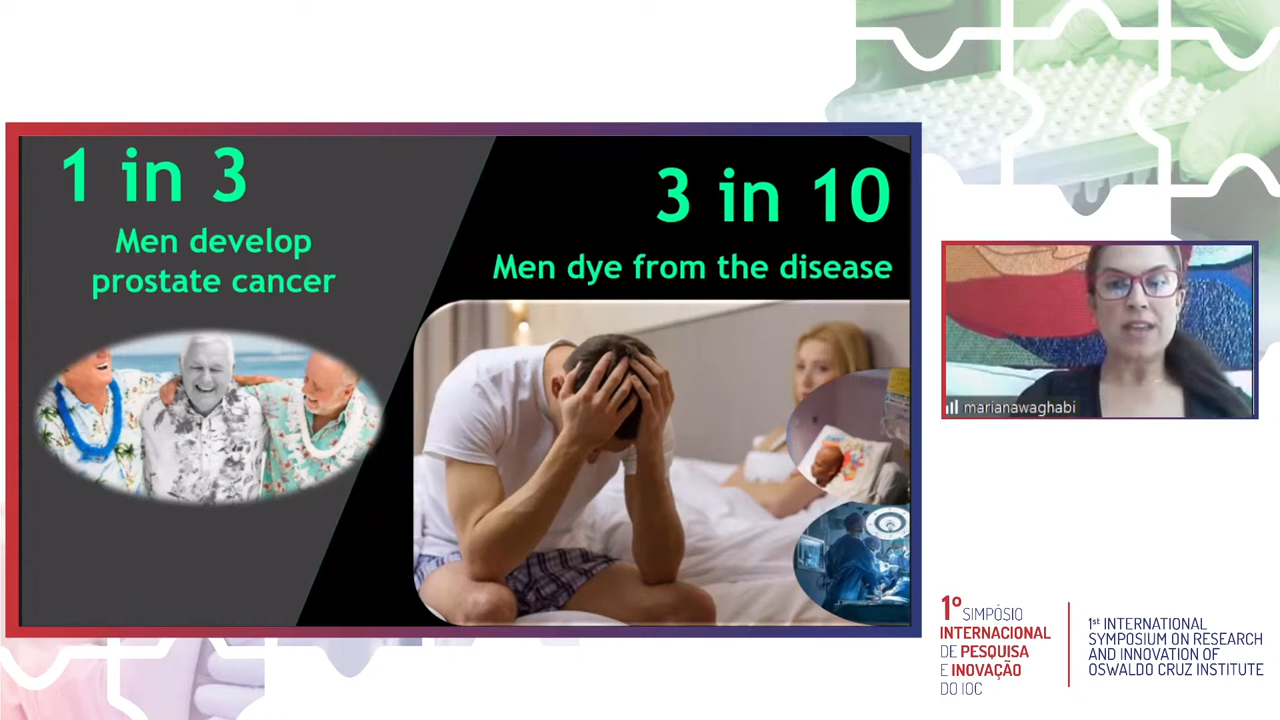 1 in 3
Men develop
prostate cancer
3 in 10
Men dye from the disease
marianawaghabi
1º SIMPÓSIO
INTERNACIONAL
DE PESQUISA
E INOVAÇÃO
DO IOC
1st INTERNATIONAL
SYMPOSIUM ON RESEARCH
AND INNOVATION OF
OSWALDO CRUZ INSTITUTE